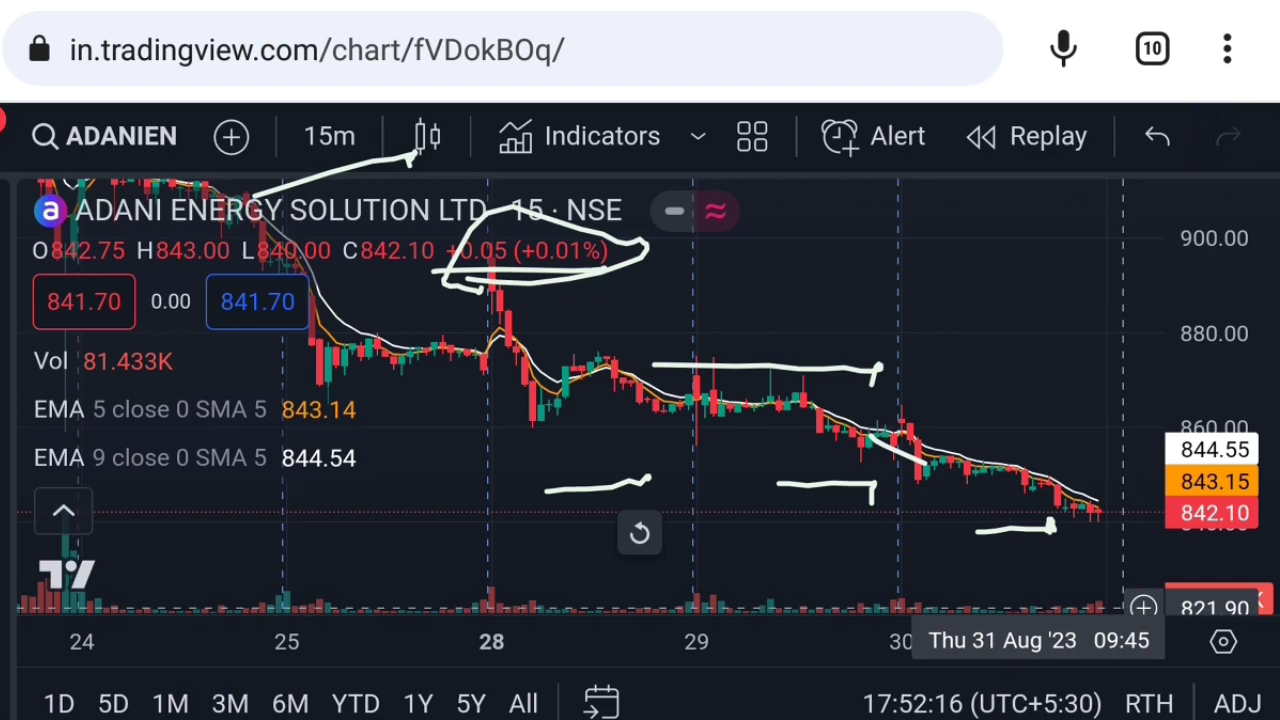 in.tradingview.com/chart/fVDokBOq/ 10
ADANIEN 15m Indicators Alert Replay
a ADANI ENERGY SOLUTION LTD 15 · NSE
O842.75 H843.00 L840.00 C842.10 +0.05 (+0.01%)
900.00
841.70 0.00 841.70
880.00
Vol 81.433K
EMA 5 close 0 SMA 5 843.14
860.00
EMA 9 close 0 SMA 5 844.54
844.55
843.15
842.10
821.90
24 25 28 29 30 Thu 31 Aug '23 09:45
1D 5D 1M 3M 6M YTD 1Y 5Y All 17:52:16 (UTC+5:30) RTH ADJ